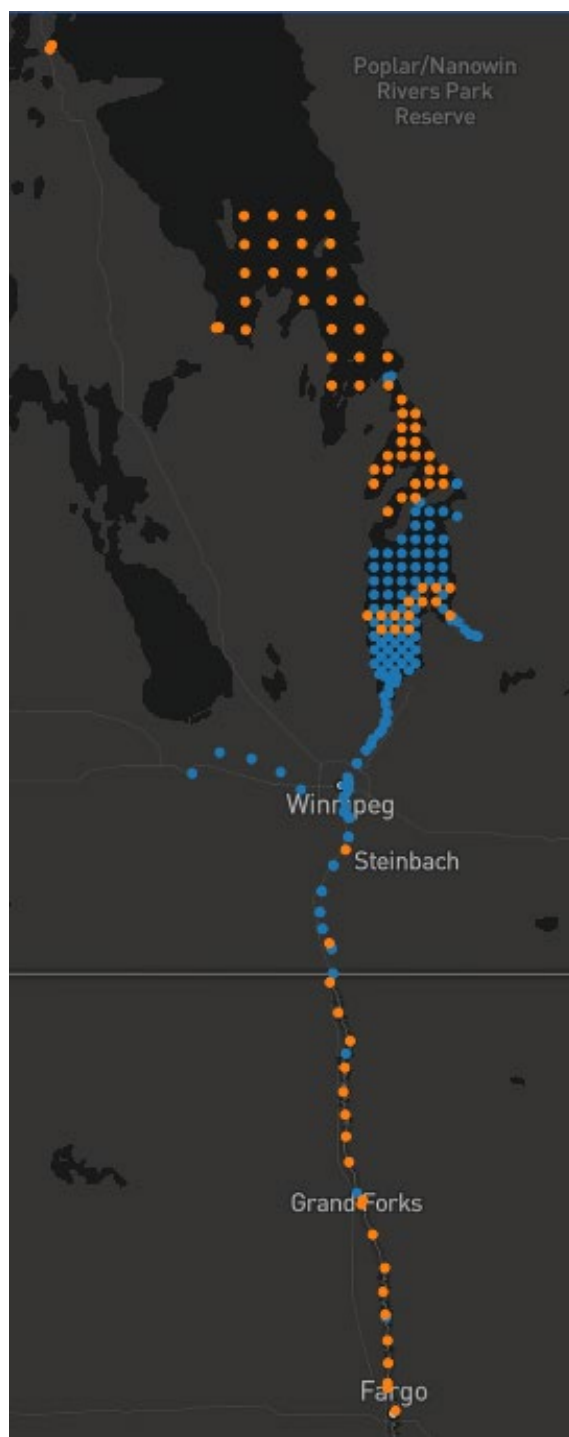 Poplar/Nanowin
Rivers Park
Reserve
Winnipeg
Steinbach
Grand Forks
Fargo